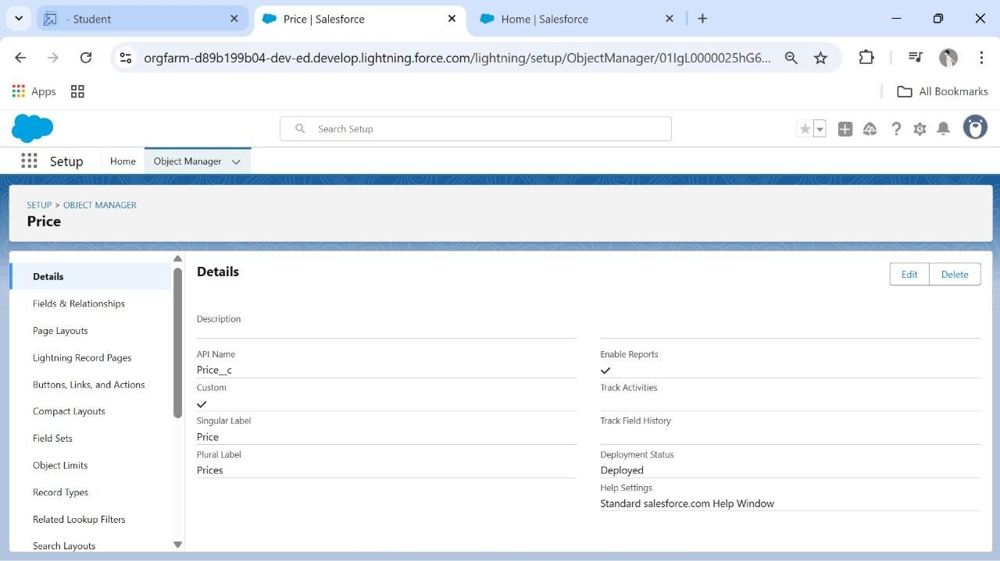 - Student
Price | Salesforce
Home | Salesforce
orgfarm-d89b199b04-dev-ed.develop.lightning.force.com/lightning/setup/ObjectManager/01IgL0000025hG6...
Apps
All Bookmarks
Search Setup
Setup
Home
Object Manager
SETUP > OBJECT MANAGER
Price
Details
Fields & Relationships
Page Layouts
Lightning Record Pages
Buttons, Links, and Actions
Compact Layouts
Field Sets
Object Limits
Record Types
Related Lookup Filters
Search Layouts
Details
Edit
Delete
Description
API Name
Price__c
Custom
Singular Label
Price
Plural Label
Prices
Enable Reports
Track Activities
Track Field History
Deployment Status
Deployed
Help Settings
Standard salesforce.com Help Window